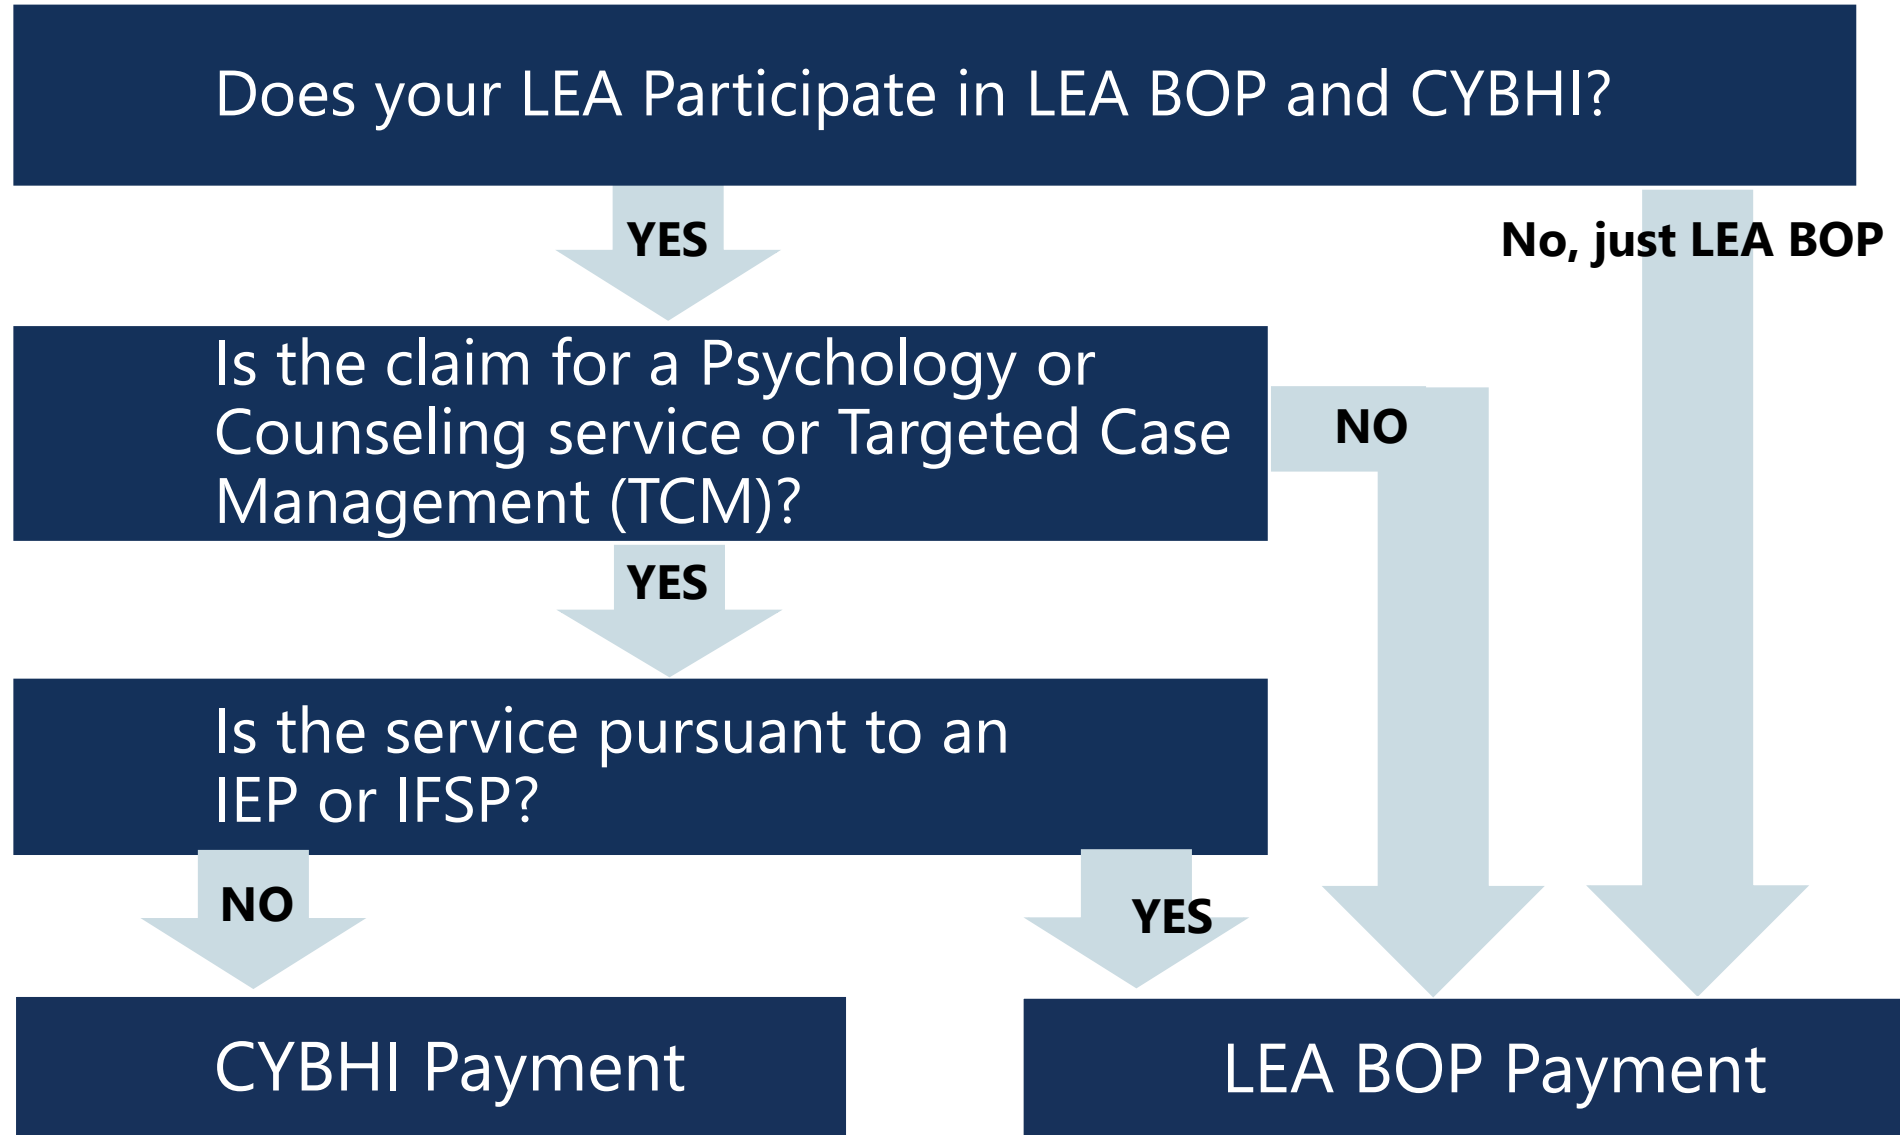 Does your LEA Participate in LEA BOP and CYBHI?
YES
No, just LEA BOP
Is the claim for a Psychology or
Counseling service or Targeted Case
Management (TCM)?
NO
YES
Is the service pursuant to an
IEP or IFSP?
NO
YES
CYBHI Payment
LEA BOP Payment